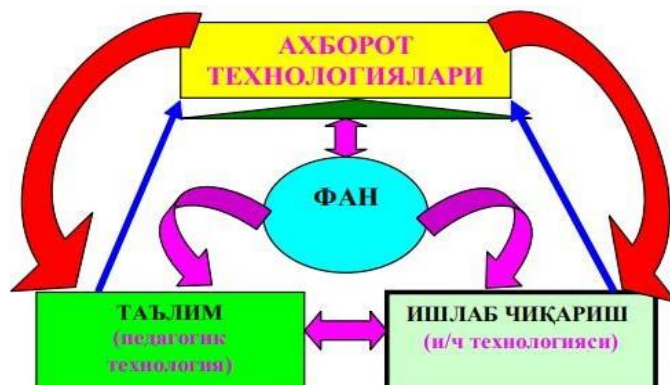 АХБОРОТ
ТЕХНОЛОГИЯЛАРИ
ФАН
ТАЪЛИМ
(педагогик
технология)
ИШЛАБ ЧИҚАРИШ
(и/ч технологияси)